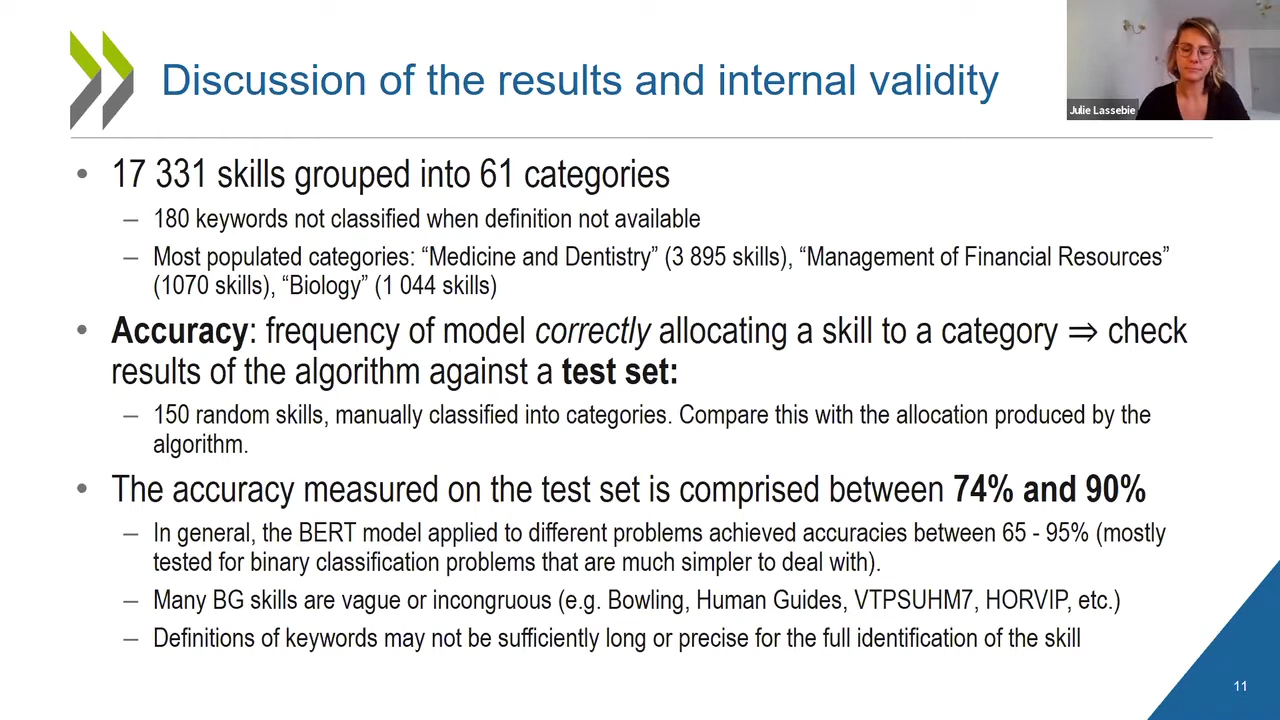 Discussion of the results and internal validity
Julie Lassebie
• 17 331 skills grouped into 61 categories
– 180 keywords not classified when definition not available
– Most populated categories: “Medicine and Dentistry” (3 895 skills), “Management of Financial Resources”
(1070 skills), “Biology” (1 044 skills)
• Accuracy: frequency of model correctly allocating a skill to a category ⇒ check
results of the algorithm against a test set:
– 150 random skills, manually classified into categories. Compare this with the allocation produced by the
algorithm.
• The accuracy measured on the test set is comprised between 74% and 90%
– In general, the BERT model applied to different problems achieved accuracies between 65 - 95% (mostly
tested for binary classification problems that are much simpler to deal with).
– Many BG skills are vague or incongruous (e.g. Bowling, Human Guides, VTPSUHM7, HORVIP, etc.)
– Definitions of keywords may not be sufficiently long or precise for the full identification of the skill
11